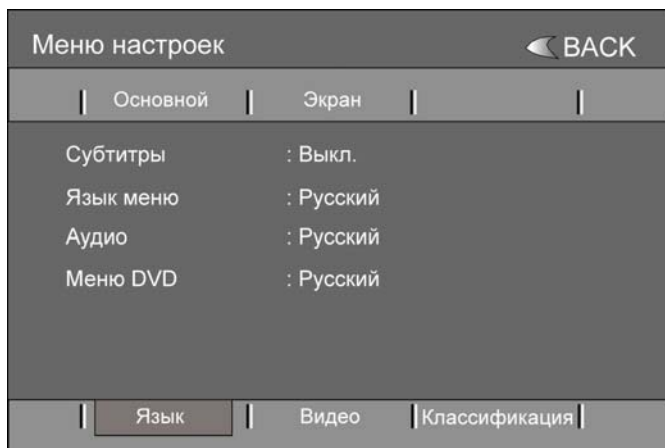 Меню настроек BACK
Основной Экран
Субтитры : Выкл.
Язык меню : Русский
Аудио : Русский
Меню DVD : Русский
Язык Видео Классификация